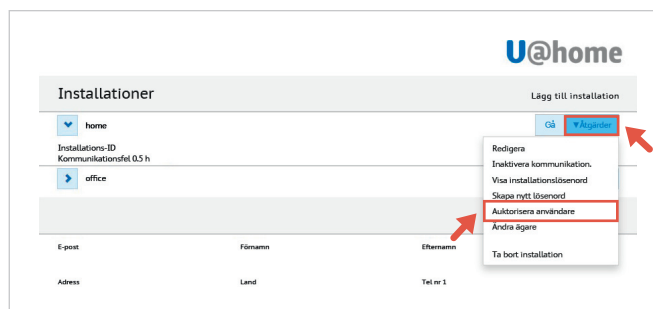 U@home
Installationer
Lägg till installation
home
Gå
▼Åtgärder
Installations-ID
Kommunikationsfel 0.5 h
office
Redigera
Inaktivera kommunikation.
Visa installationslösenord
Skapa nytt lösenord
Auktorisera användare
Ändra ägare
Ta bort installation
E-post
Förnamn
Efternamn
Adress
Land
Tel nr 1